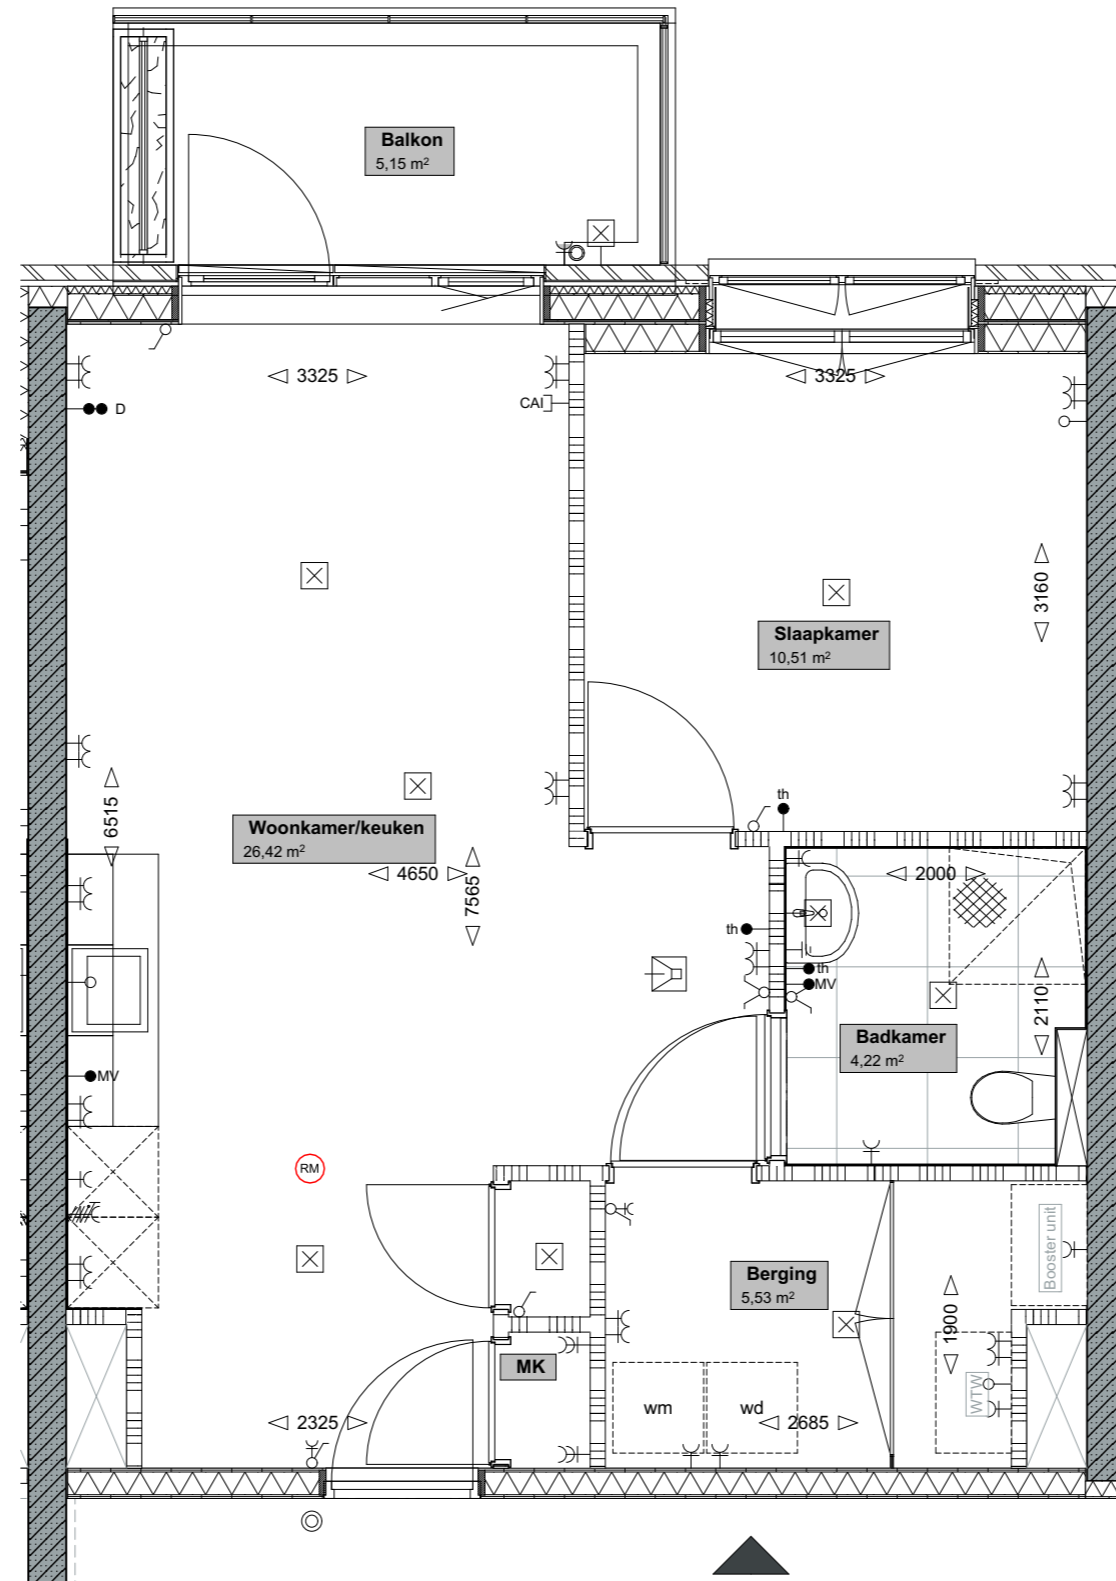 Balkon
5,15 m²
3325
3325
D
CAI
3160
Slaapkamer
10,51 m²
6515
th
Woonkamer/keuken
26,42 m²
4650
7565
2000
th
th
MV
2110
Badkamer
4,22 m²
MV
RM
Booster unit
Berging
5,53 m²
1900
MK
WTW
wm
wd
2325
2685